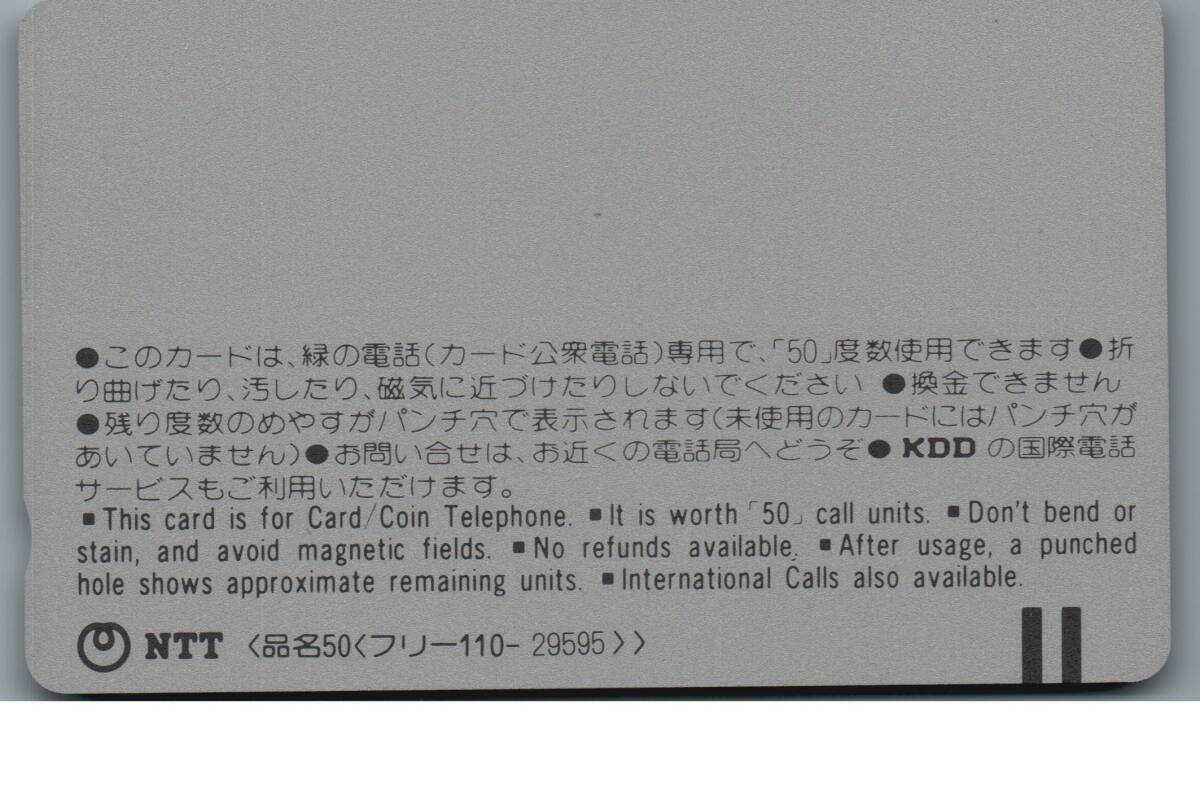 ●このカードは、緑の電話(カード公衆電話)専用で、「50」度数使用できます●折
り曲げたり、汚したり、磁気に近づけたりしないでください ●換金できません
●残り度数のめやすがパンチ穴で表示されます(未使用のカードにはパンチ穴が
あいていません)●お問い合せは、お近くの電話局へどうぞ● KDD の国際電話
サービスもご利用いただけます。
■This card is for Card/Coin Telephone. ■It is worth「50」call units. ■Don't bend or
stain, and avoid magnetic fields. ■No refunds available. ■After usage, a punched
hole shows approximate remaining units. ■International Calls also available.
NTT 〈品名50〈フリー110- 29595〉〉